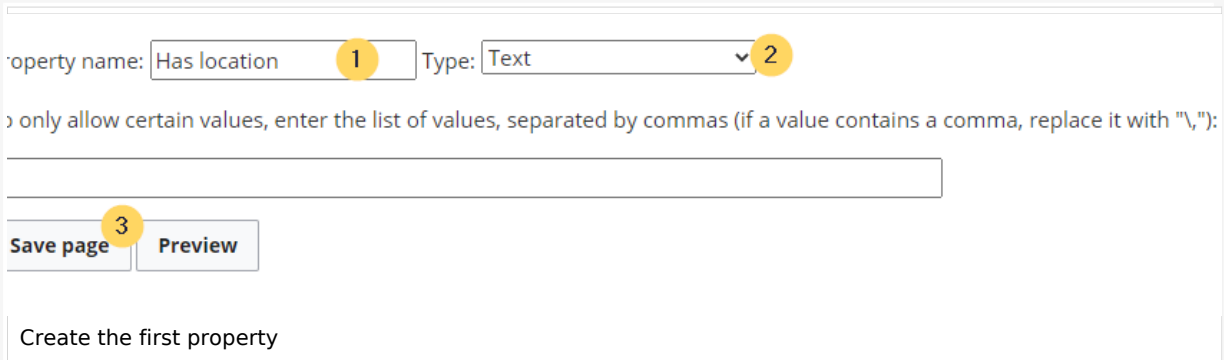 roperty name: Has location 1 Type: Text 2
only allow certain values, enter the list of values, separated by commas (if a value contains a comma, replace it with "\,"):
3
Save page Preview
Create the first property